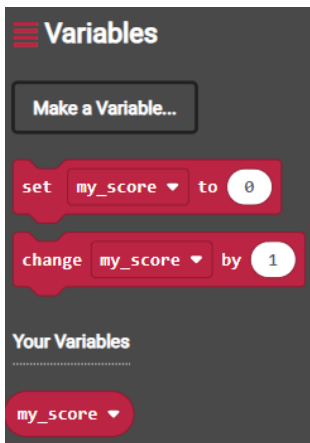 Variables
Make a Variable...
set my_score to 0
change my_score by 1
Your Variables
my_score